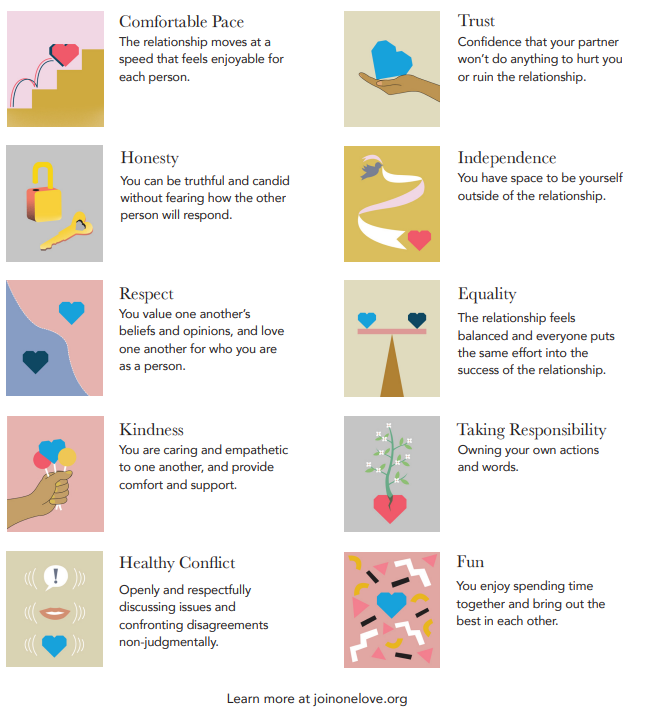 Comfortable Pace
The relationship moves at a
speed that feels enjoyable for
each person.
Trust
Confidence that your partner
won't do anything to hurt you
or ruin the relationship.
Honesty
You can be truthful and candid
without fearing how the other
person will respond.
Independence
You have space to be yourself
outside of the relationship.
Respect
You value one another's
beliefs and opinions, and love
one another for who you are
as a person.
Equality
The relationship feels
balanced and everyone puts
the same effort into the
success of the relationship.
Kindness
You are caring and empathetic
to one another, and provide
comfort and support.
Taking Responsibility
Owning your own actions
and words.
!
Healthy Conflict
Openly and respectfully
discussing issues and
confronting disagreements
non-judgmentally.
Fun
You enjoy spending time
together and bring out the
best in each other.
Learn more at joinonelove.org